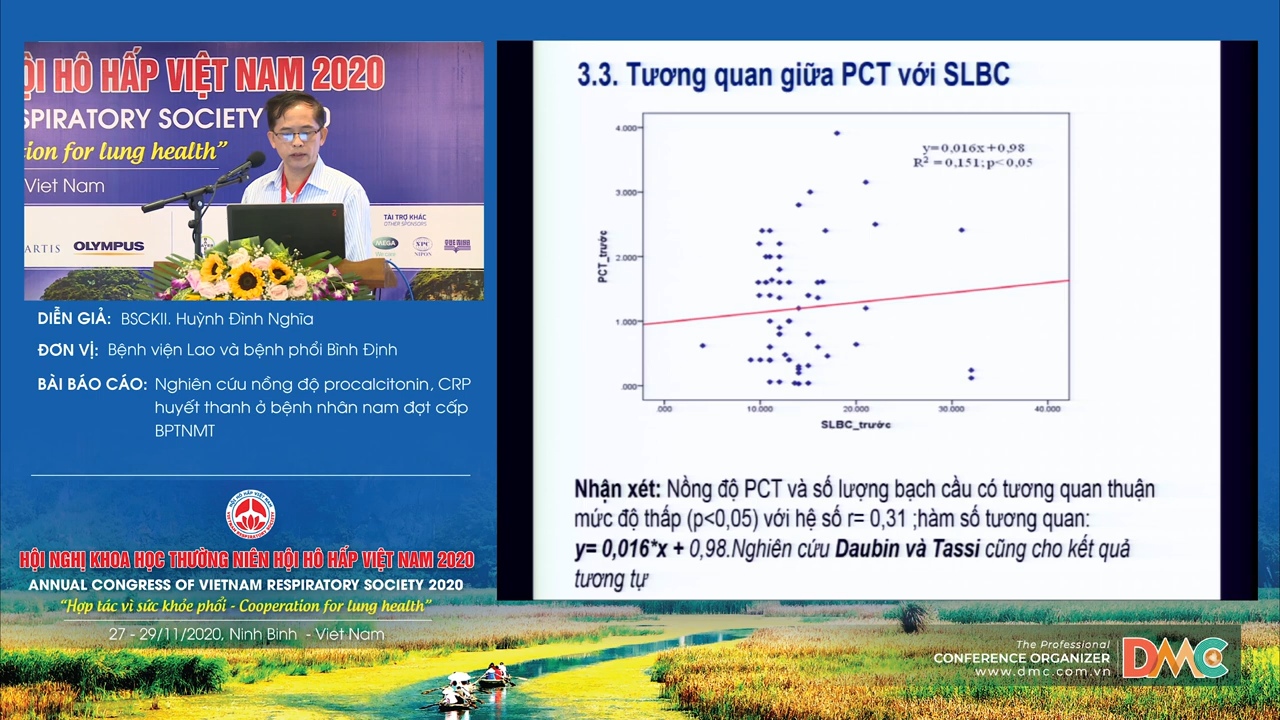 ỘI HÔ HẤP VIỆT NAM 2020
SPIRATORY SOCIETY 0
tion for lung health”
Viet Nam
TÀI TRỢ KHÁC
OTHER SPONSORS
ARTIS
OLYMPUS
MEGA
NIPON
DIỄN GIẢ: BSCKII. Huỳnh Đình Nghĩa
ĐƠN VỊ: Bệnh viện Lao và bệnh phổi Bình Định
BÀI BÁO CÁO: Nghiên cứu nồng độ procalcitonin, CRP
huyết thanh ở bệnh nhân nam đợt cấp
BPTNMT
HỘI NGHỊ KHOA HỌC THƯỜNG NIÊN HỘI HÔ HẤP VIỆT NAM 2020
ANNUAL CONGRESS OF VIETNAM RESPIRATORY SOCIETY 2020
“Hợp tác vì sức khỏe phổi - Cooperation for lung health”
27 - 29/11/2020, Ninh Binh - Viet Nam
3.3. Tương quan giữa PCT với SLBC
y=0,016x+0,98
R² =0,151;p<0,05
PCT_trước
4.000
3.000
2.000
1.000
.000
.000 10.000 20.000 30.000 40.000
SLBC_trước
Nhận xét: Nồng độ PCT và số lượng bạch cầu có tương quan thuận
mức độ thấp (p<0,05) với hệ số r= 0,31 ;hàm số tương quan:
y= 0,016*x + 0,98.Nghiên cứu Daubin và Tassi cũng cho kết quả
tương tự
The Professional
CONFERENCE ORGANIZER
www.dmc.com.vn
DMC